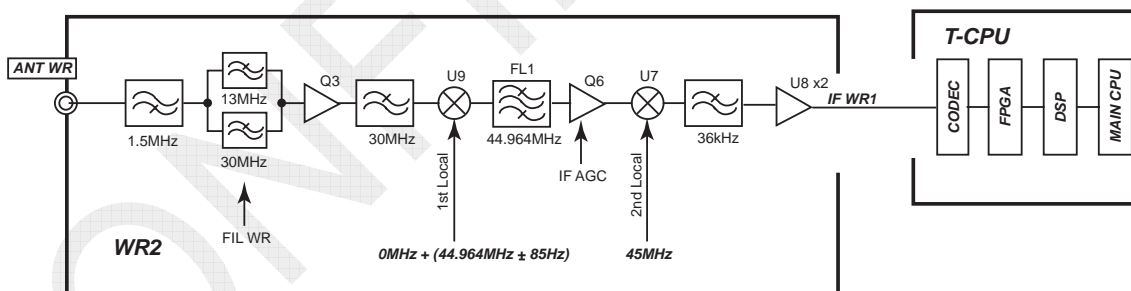 T-CPU
ANT WR
Q3
U9
FL1
Q6
U7
U8 x2
IF WR1
13MHz
1.5MHz
30MHz
30MHz
44.964MHz
36kHz
CODEC
FPGA
DSP
MAIN CPU
1st Local
IF AGC
2nd Local
FIL WR
WR2
0MHz + (44.964MHz ± 85Hz)
45MHz